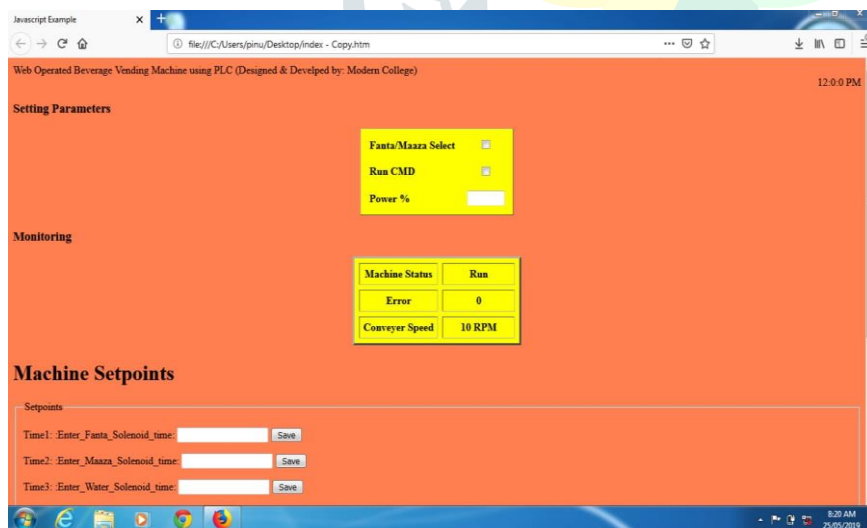 Javascript Example
file:///C:/Users/pinu/Desktop/index - Copy.htm
Web Operated Beverage Vending Machine using PLC (Designed & Develped by: Modern College)
12:0:0 PM
Setting Parameters
Fanta/Maaza Select
Run CMD
Power %
Monitoring
Machine Status Run
Error 0
Conveyer Speed 10 RPM
Machine Setpoints
Setpoints
Time1: :Enter_Fanta_Solenoid_time: Save
Time2: :Enter_Maaza_Solenoid_time: Save
Time3: :Enter_Water_Solenoid_time: Save
8:20 AM
25/05/2019